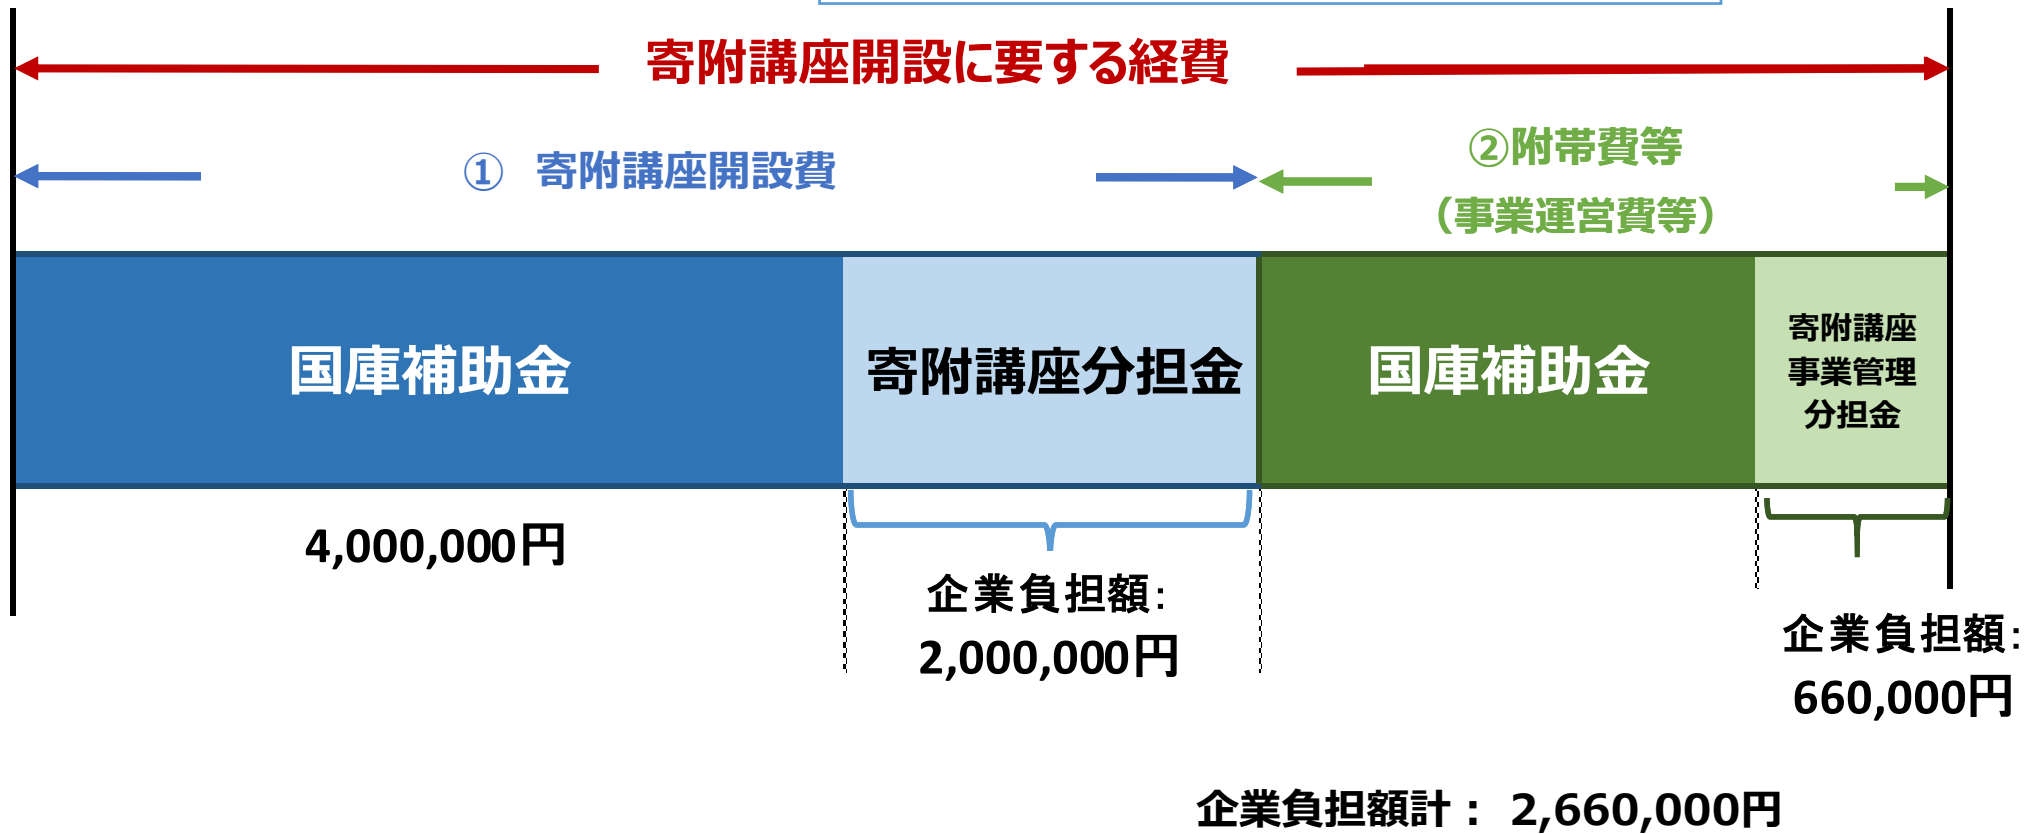 寄附講座開設に要する経費
① 寄附講座開設費
②附帯費等
（事業運営費等）
国庫補助金
寄附講座分担金
国庫補助金
寄附講座
事業管理
分担金
4,000,000円
企業負担額：
2,000,000円
企業負担額：
660,000円
企業負担額計： 2,660,000円